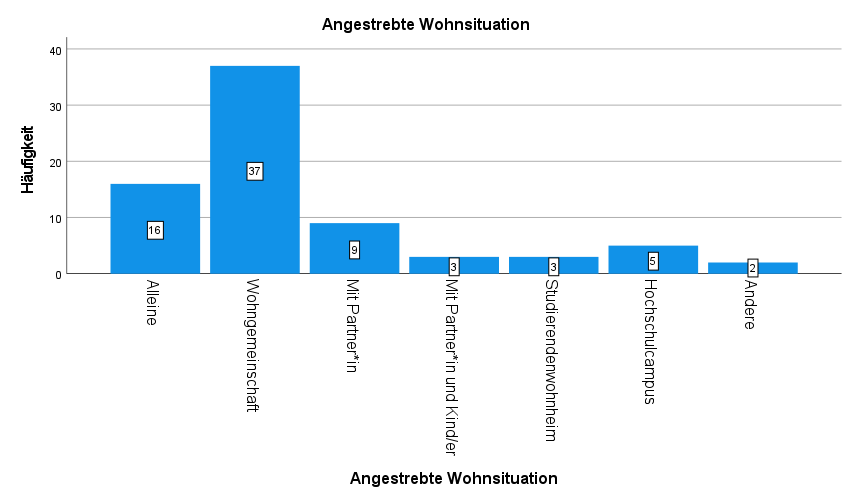 Angestrebte Wohnsituation
Häufigkeit
40
30
20
10
0
16
37
9
3
3
5
2
Alleine
Wohngemeinschaft
Mit Partner*in
Mit Partner*in und Kind/er
Studierendenwohnheim
Hochschulcampus
Andere
Angestrebte Wohnsituation